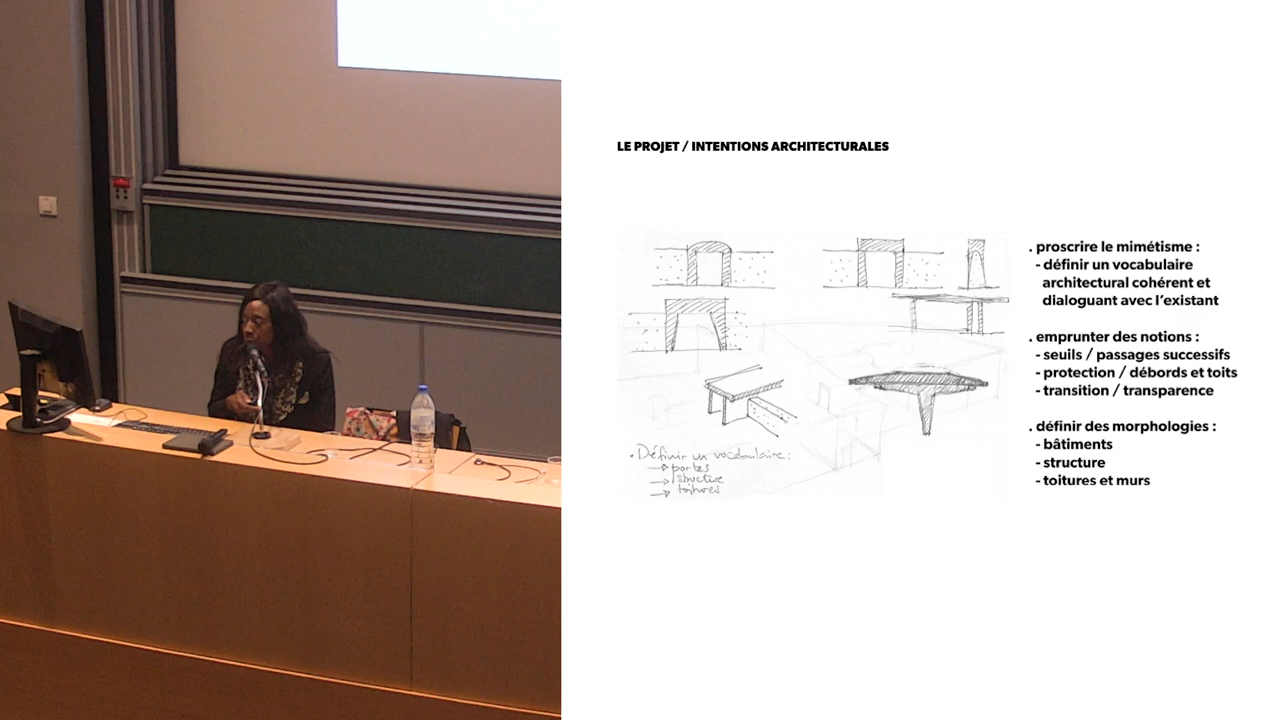 LE PROJET / INTENTIONS ARCHITECTURALES
. proscrire le mimétisme :
- définir un vocabulaire
architectural cohérent et
dialoguant avec l'existant
. emprunter des notions :
- seuils / passages successifs
- protection / débords et toits
- transition / transparence
. définir des morphologies :
- bâtiments
- structure
- toitures et murs
• Définir un vocabulaire :
→ portes
→ structure
→ toitures